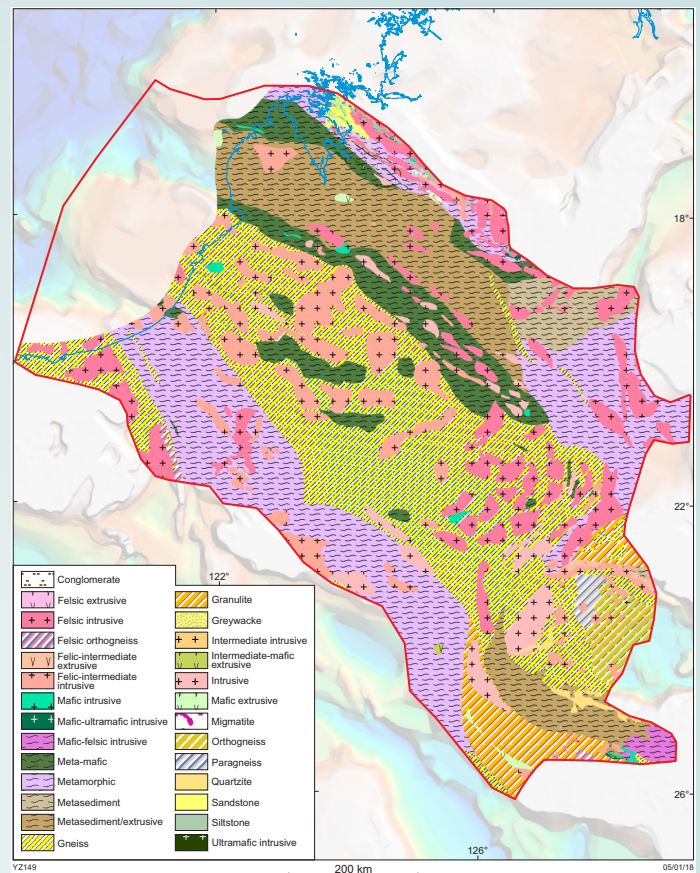 18°
22°
26°
122°
126°
Conglomerate
Felsic extrusive
Felsic intrusive
Felsic orthogneiss
Felic-intermediate
extrusive
Felic-intermediate
intrusive
Mafic intrusive
Mafic-ultramafic intrusive
Mafic-felsic intrusive
Meta-mafic
Metamorphic
Metasediment
Metasediment/extrusive
Gneiss
Granulite
Greywacke
Intermediate intrusive
Intermediate-mafic
extrusive
Intrusive
Mafic extrusive
Migmatite
Orthogneiss
Paragneiss
Quartzite
Sandstone
Siltstone
Ultramafic intrusive
YZ149
200 km
05/01/18